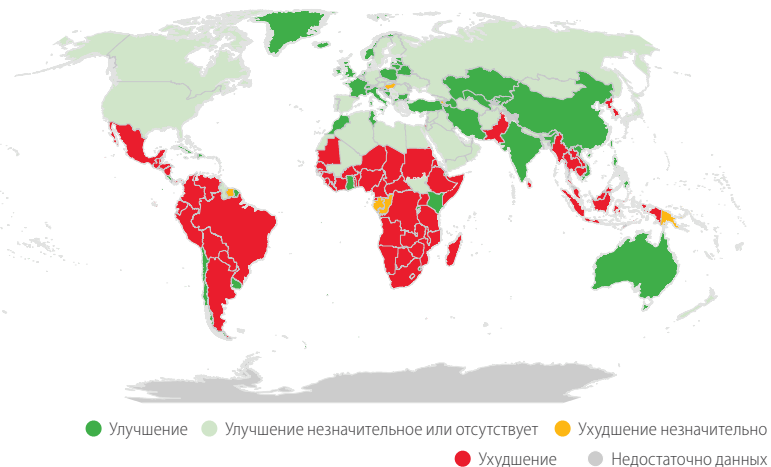 Улучшение Улучшение незначительное или отсутствует Ухудшение незначительно
Ухудшение Недостаточно данных